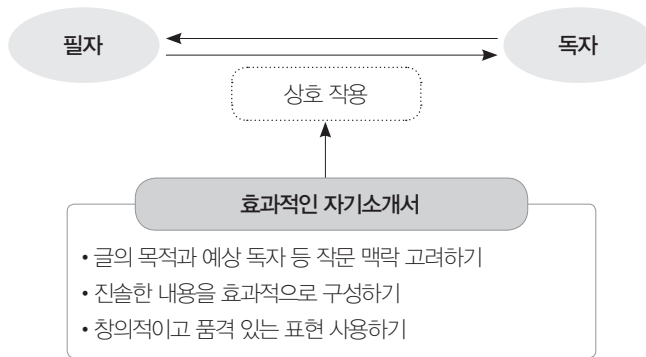 필자
독자
상호 작용
효과적인 자기소개서
• 글의 목적과 예상 독자 등 작문 맥락 고려하기
• 진솔한 내용을 효과적으로 구성하기
• 창의적이고 품격 있는 표현 사용하기